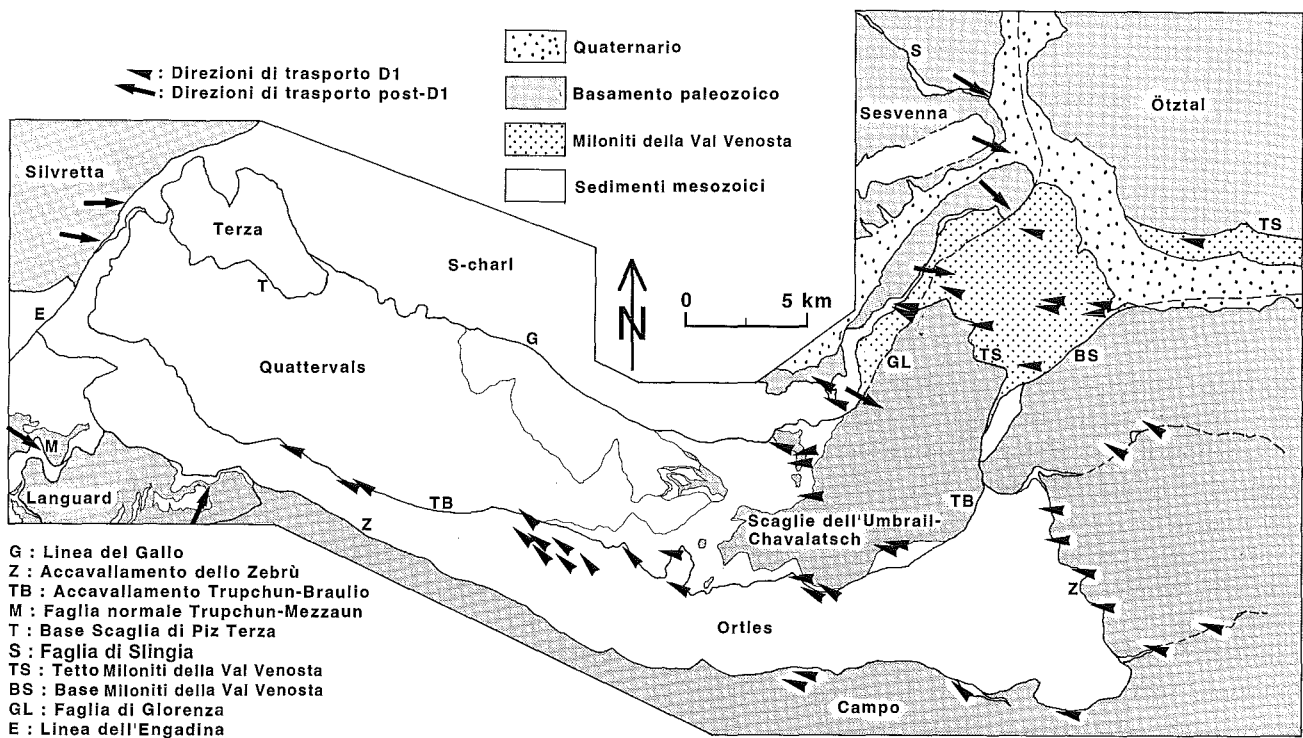 : Direzioni di trasporto D1
: Direzioni di trasporto post-D1
Quaternario
Basamento paleozoico
Miloniti della Val Venosta
Sedimenti mesozoici
S
Sesvenna
Ötztal
Silvretta
Terza
S-charl
T
E
G
N
0 5 km
TS
Quattervals
GL
TS
BS
M
Languard
TB
Z
TB
Scaglie dell'Umbrail-
Chavalatsch
Z
Ortles
Campo
G : Linea del Gallo
Z : Accavallamento dello Zebrù
TB : Accavallamento Trupchun-Braulio
M : Faglia normale Trupchun-Mezzaun
T : Base Scaglia di Piz Terza
S : Faglia di Slingia
TS : Tetto Miloniti della Val Venosta
BS : Base Miloniti della Val Venosta
GL : Faglia di Glorenza
E : Linea dell'Engadina